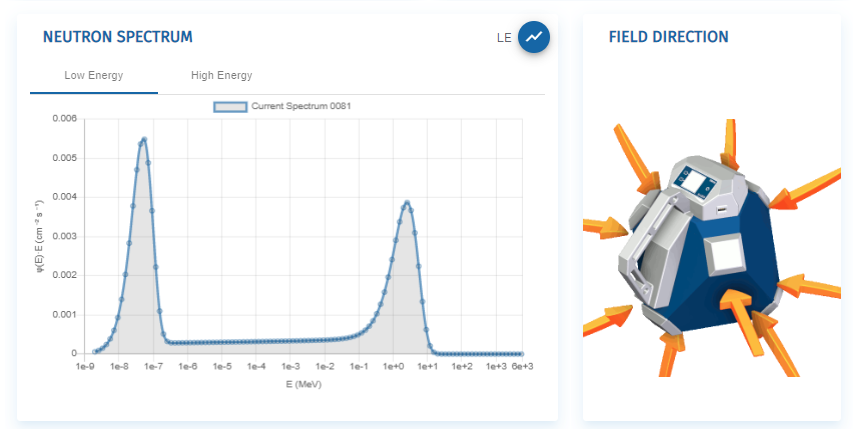 NEUTRON SPECTRUM
LE
FIELD DIRECTION
Low Energy
High Energy
Current Spectrum 0081
0.006
0.005
0.004
0.003
0.002
0.001
0
φ(E)·E (cm⁻² s⁻¹)
1e-9 1e-8 1e-7 1e-6 1e-5 1e-4 1e-3 1e-2 1e-1 1e+0 1e+1 1e+2 1e+3 6e+3
E (MeV)